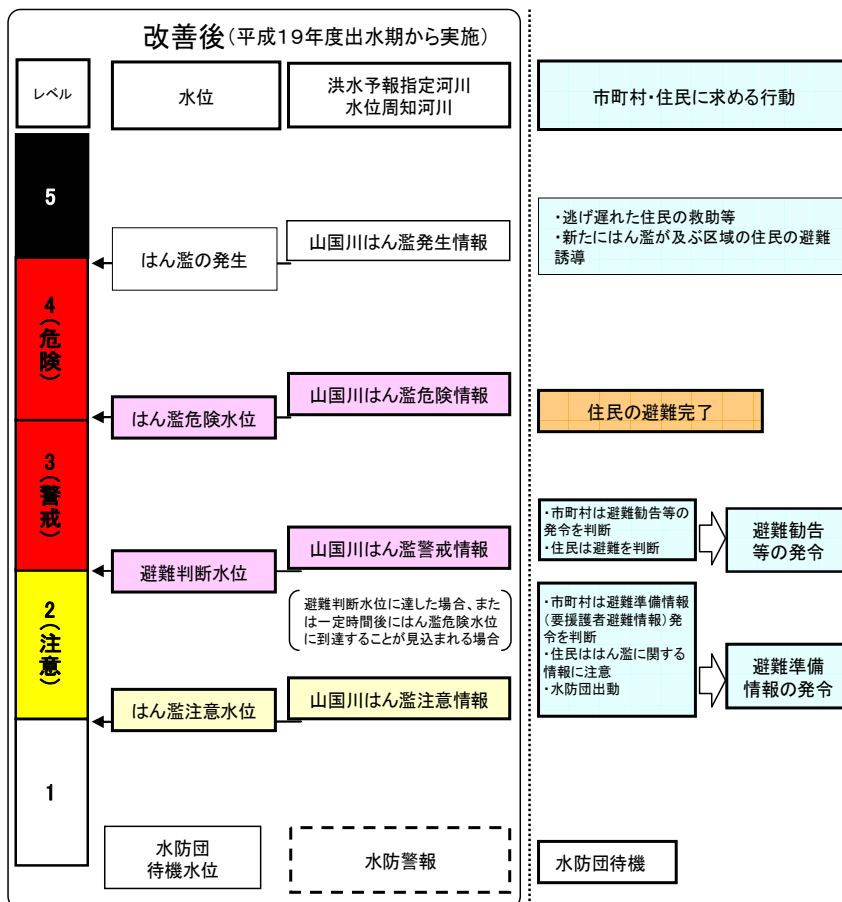 改善後(平成19年度出水期から実施)
レベル
水位
洪水予報指定河川
水位周知河川
市町村・住民に求める行動
5
はん濫の発生
山国川はん濫発生情報
・逃げ遅れた住民の救助等
・新たにはん濫が及ぶ区域の住民の避難
誘導
4(危険)
はん濫危険水位
山国川はん濫危険情報
住民の避難完了
3(警戒)
避難判断水位
山国川はん濫警戒情報
避難判断水位に達した場合、また
は一定時間後にはん濫危険水位
に到達することが見込まれる場合
・市町村は避難勧告等の
発令を判断
・住民は避難を判断
避難勧告
等の発令
2(注意)
はん濫注意水位
山国川はん濫注意情報
・市町村は避難準備情報
(要援護者避難情報)発
令を判断
・住民ははん濫に関する
情報に注意
・水防団出動
避難準備
情報の発令
1
水防団
待機水位
水防警報
水防団待機